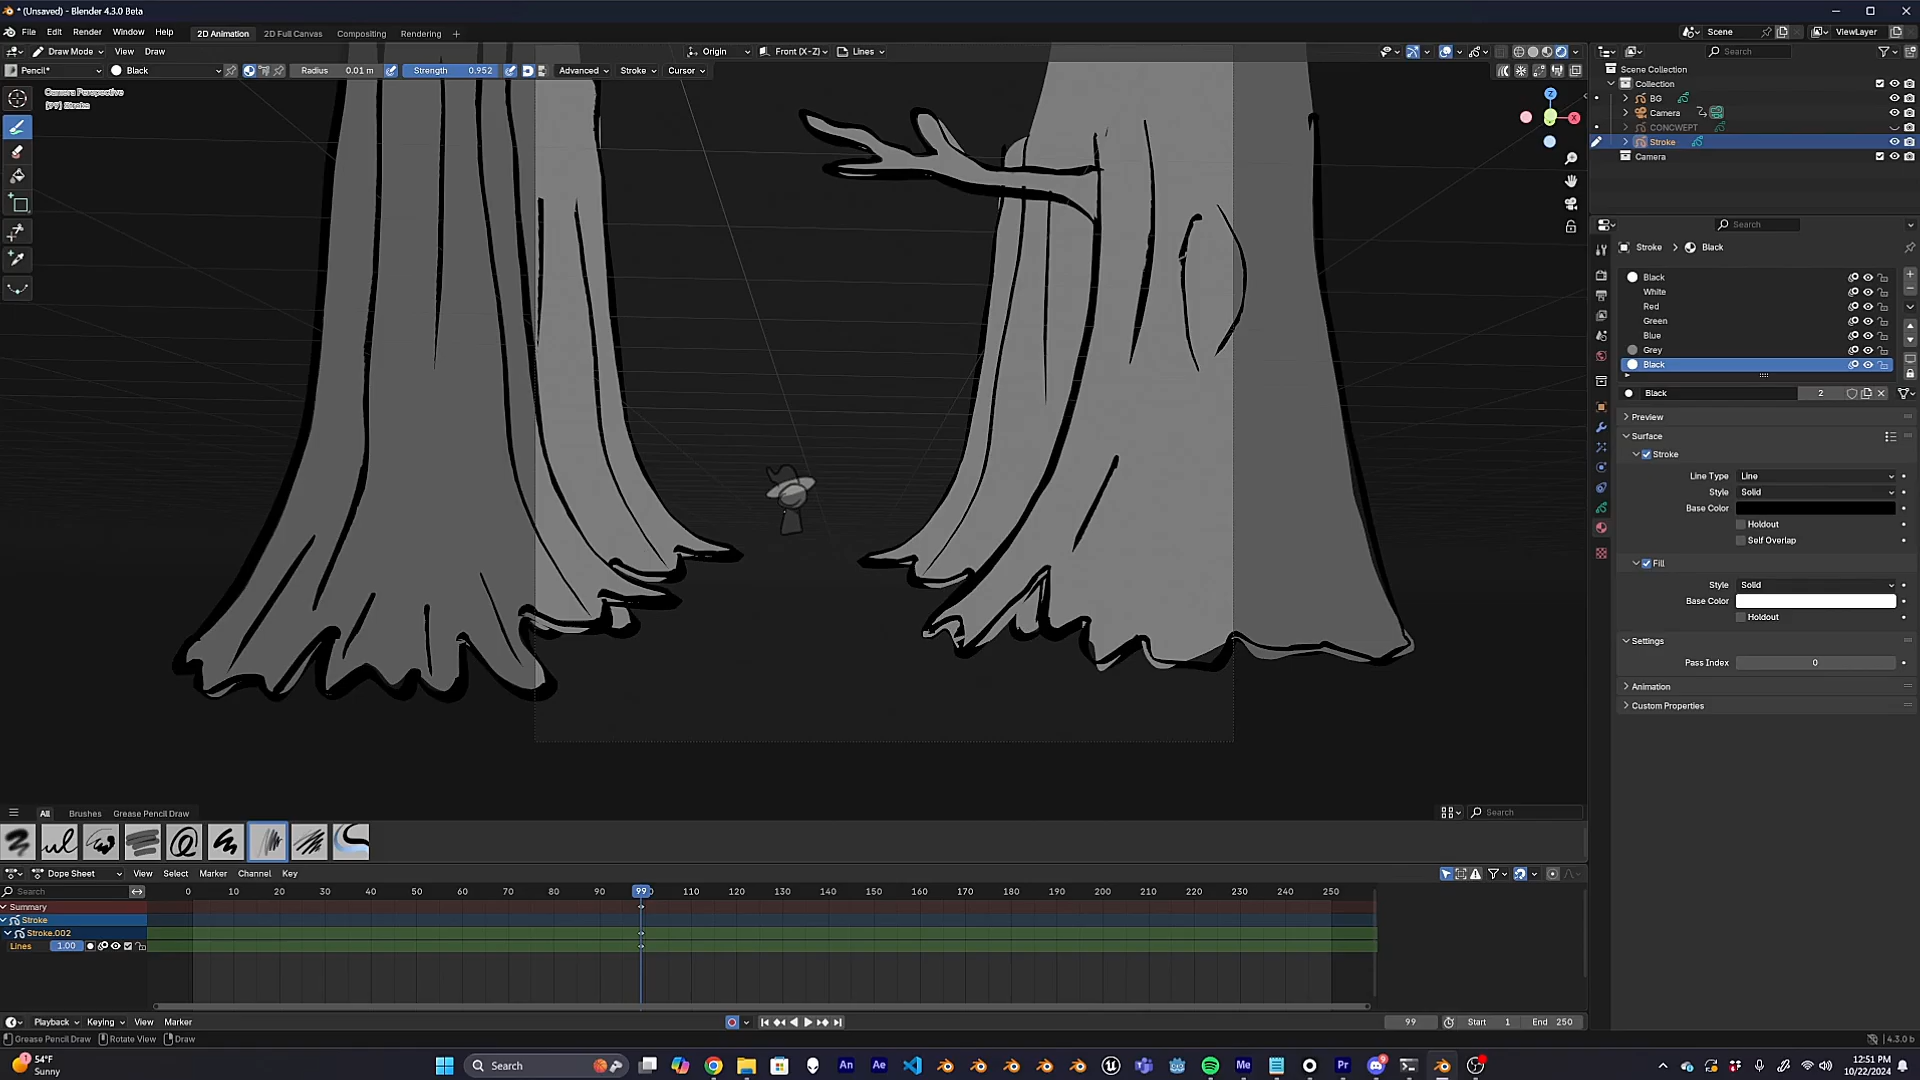 * (Unsaved) - Blender 4.3.0 Beta
File Edit Render Window Help 2D Animation 2D Full Canvas Compositing Rendering + Scene ViewLayer
Draw Mode View Draw Origin Front (X-Z) Lines Search
Pencil* Black Radius 0.01 m Strength 0.952 Advanced Stroke Cursor
Camera Perspective
(99) Stroke
Z
X
Scene Collection
Collection
BG
Camera
CONCWEPT
Stroke
Camera
Search
Stroke > Black
Black
White
Red
Green
Blue
Grey
Black
Black 2
Preview
Surface
Stroke
Line Type Line
Style Solid
Base Color
Holdout
Self Overlap
Fill
Style Solid
Base Color
Holdout
Settings
Pass Index 0
Animation
Custom Properties
All Brushes Grease Pencil Draw Search
Dope Sheet View Select Marker Channel Key
Search 0 10 20 30 40 50 60 70 80 90 99 110 120 130 140 150 160 170 180 190 200 210 220 230 240 250
Summary
Stroke
Stroke.002
Lines 1.00
Playback Keying View Marker 99 Start 1 End 250
Grease Pencil Draw Rotate View Draw 4.3.0 b
54°F
Sunny
Search
12:51 PM
10/22/2024